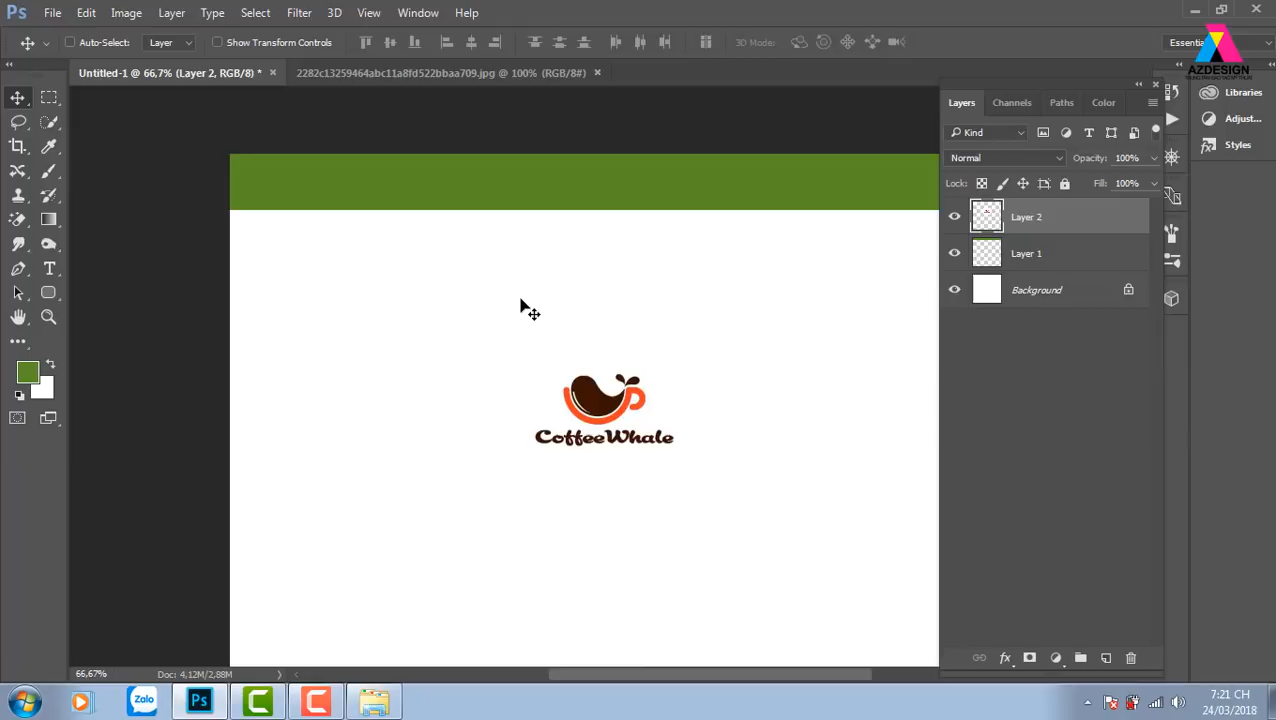 Ps File Edit Image Layer Type Select Filter 3D View Window Help
Auto-Select: Layer Show Transform Controls 3D Mode: Essentia
AZDESIGN
Untitled-1 @ 66,7% (Layer 2, RGB/8) * × 2282c13259464abc11a8fd522bbaa709.jpg @ 100% (RGB/8#) ×
Layers Channels Paths Color
Libraries
Kind
Adjust...
Normal Opacity: 100%
Styles
Lock: Fill: 100%
Layer 2
Layer 1
Background
CoffeeWhale
66,67% Doc: 4,12M/2,88M
Zalo Ps
7:21 CH
24/03/2018